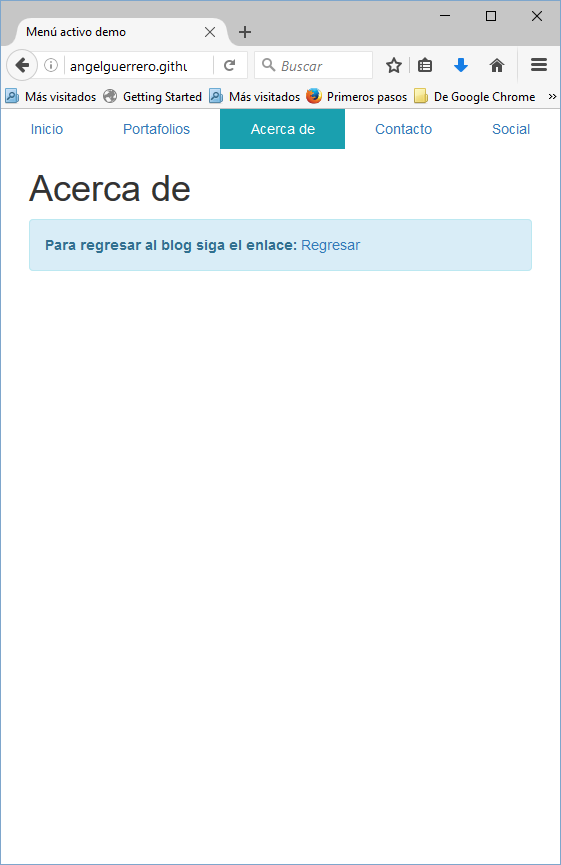 Menú activo demo
angelguerrero.githu
Buscar
Más visitados Getting Started Más visitados Primeros pasos De Google Chrome »
Inicio Portafolios Acerca de Contacto Social
Acerca de
Para regresar al blog siga el enlace: Regresar